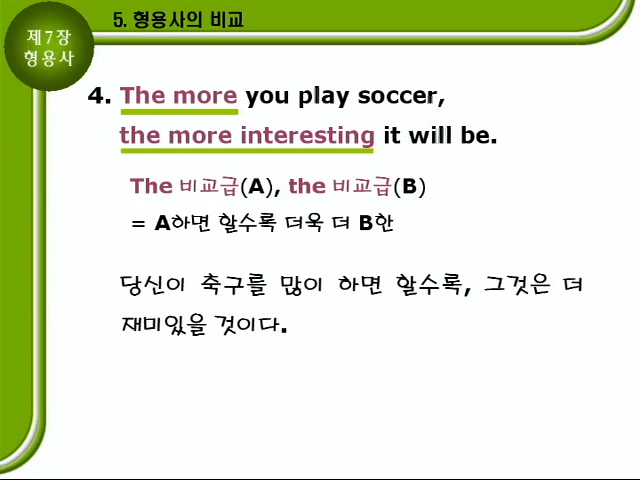 제7장
형용사
5. 형용사의 비교
4. The more you play soccer,
the more interesting it will be.
The 비교급(A), the 비교급(B)
= A하면 할수록 더욱 더 B한
당신이 축구를 많이 하면 할수록, 그것은 더
재미있을 것이다.